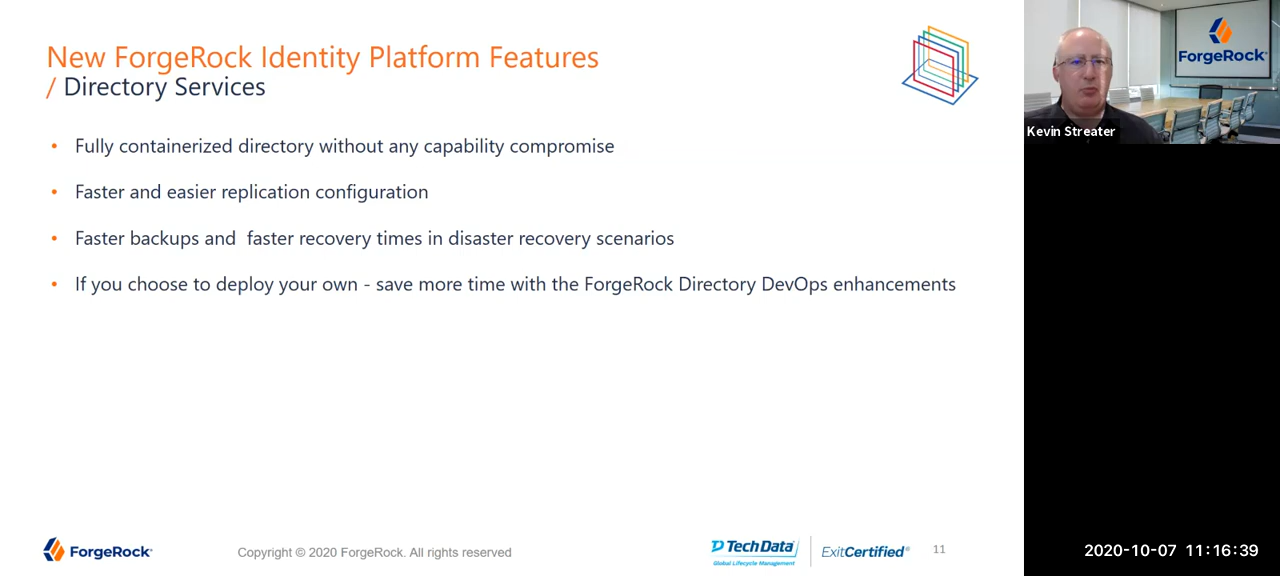 New ForgeRock Identity Platform Features
/ Directory Services
• Fully containerized directory without any capability compromise
• Faster and easier replication configuration
• Faster backups and  faster recovery times in disaster recovery scenarios
• If you choose to deploy your own - save more time with the ForgeRock Directory DevOps enhancements
ForgeRock
Copyright © 2020 ForgeRock. All rights reserved
Tech Data
Global Lifecycle Management
ExitCertified®
11
ForgeRock
Kevin Streater
2020-10-07 11:16:39